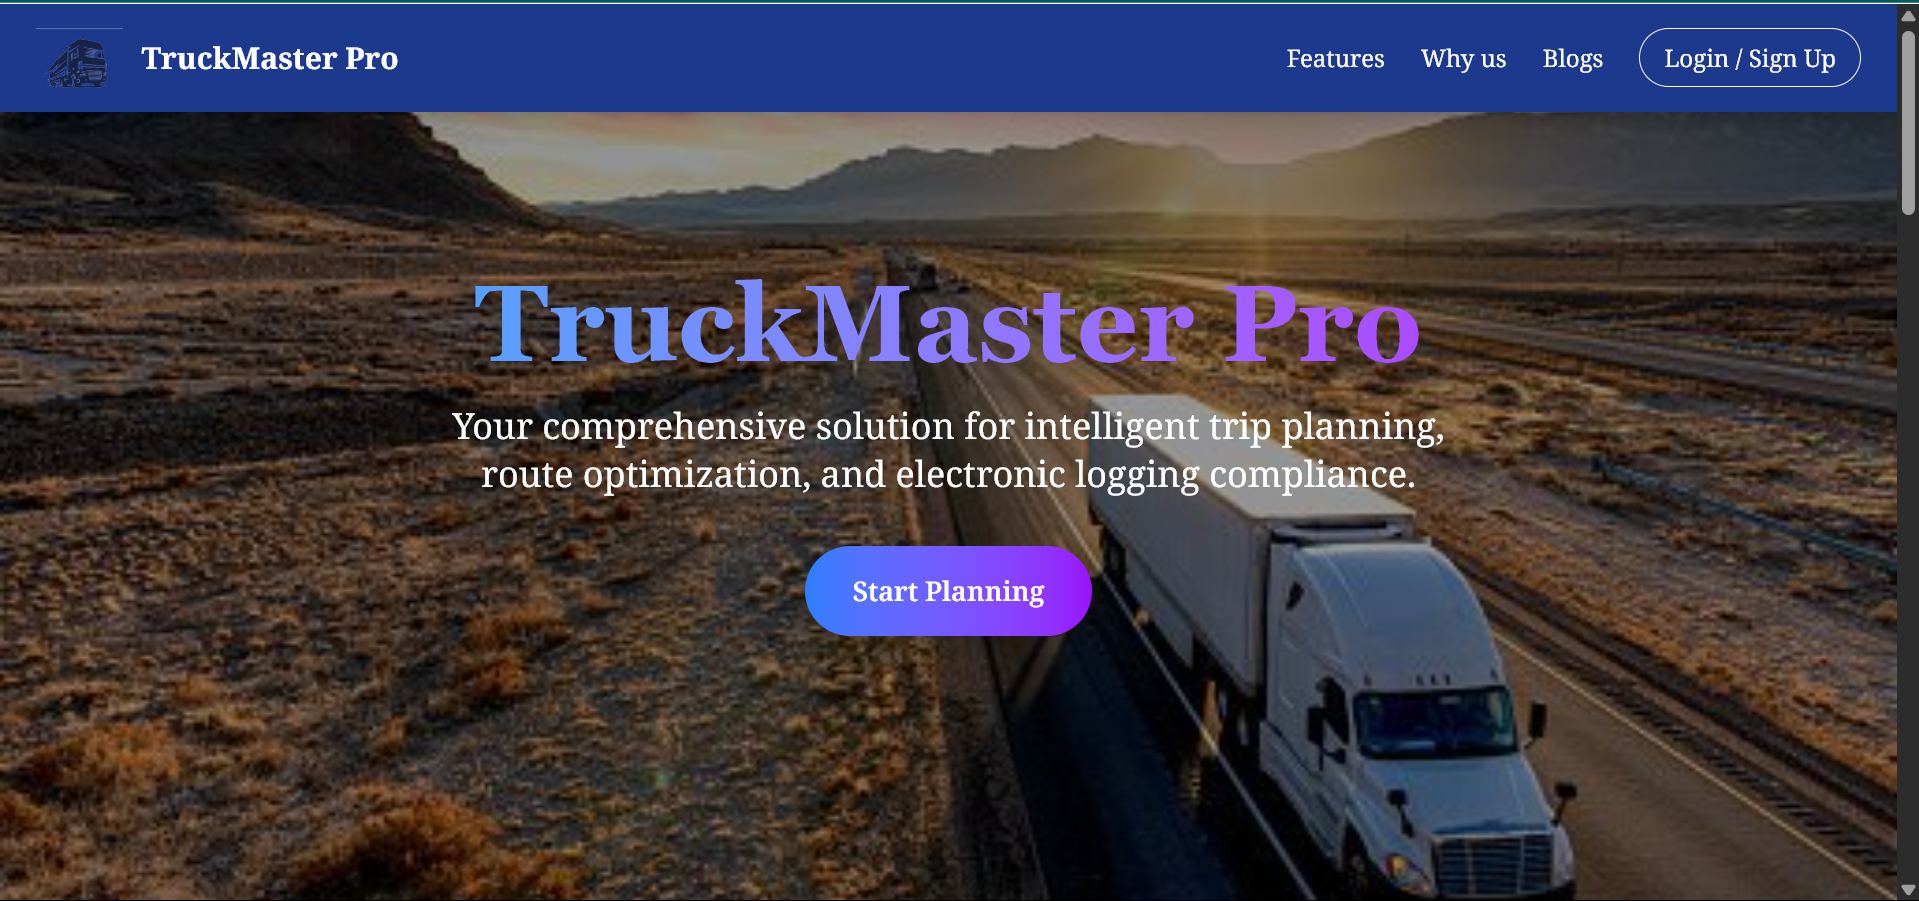 TruckMaster Pro
Features
Why us
Blogs
Login / Sign Up
TruckMaster Pro
Your comprehensive solution for intelligent trip planning,
route optimization, and electronic logging compliance.
Start Planning